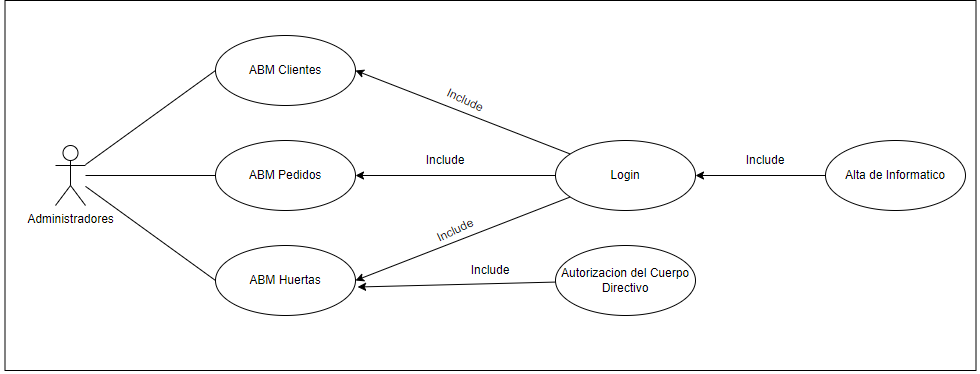 ABM Clientes
Include
ABM Pedidos
Include
Login
Include
Alta de Informatico
Administradores
Include
ABM Huertas
Include
Autorizacion del Cuerpo
Directivo